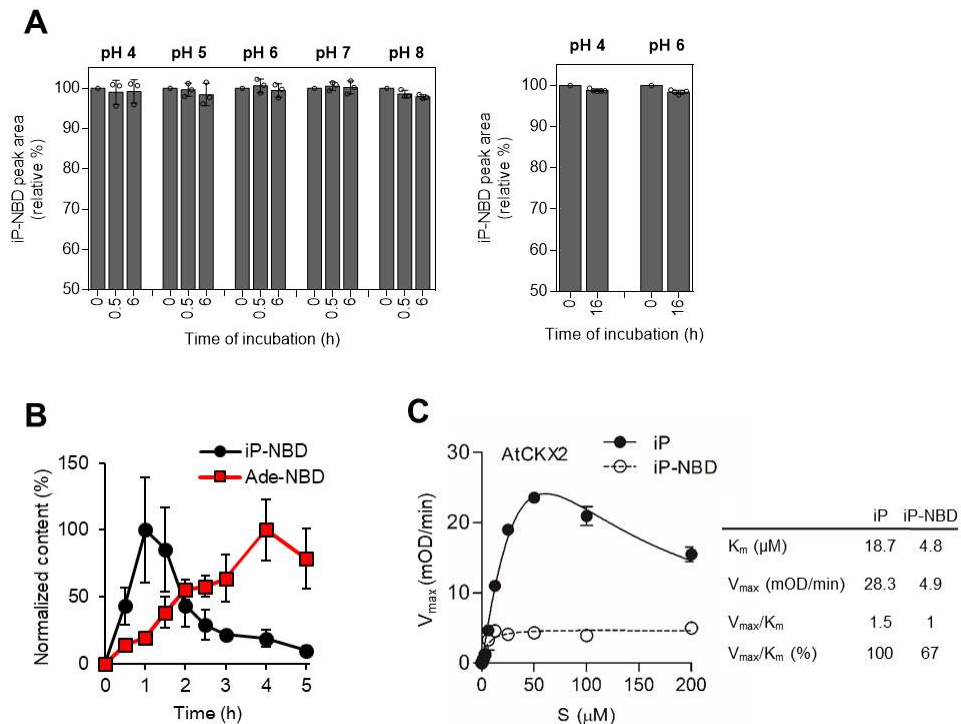 A
pH 4 pH 5 pH 6 pH 7 pH 8
iP-NBD peak area
(relative %)
100
90
80
70
60
50
0 0.5 6 0 0.5 6 0 0.5 6 0 0.5 6 0 0.5 6
Time of incubation (h)
pH 4 pH 6
iP-NBD peak area
(relative %)
100
90
80
70
60
50
0 16 0 16
Time of incubation (h)
B
iP-NBD
Ade-NBD
Normalized content (%)
150
100
50
0
0 1 2 3 4 5
Time (h)
C
AtCKX2
iP
iP-NBD
Vmax (mOD/min)
30
20
10
0
0 50 100 150 200
S (µM)
iP iP-NBD
Km (µM) 18.7 4.8
Vmax (mOD/min) 28.3 4.9
Vmax/Km 1.5 1
Vmax/Km (%) 100 67